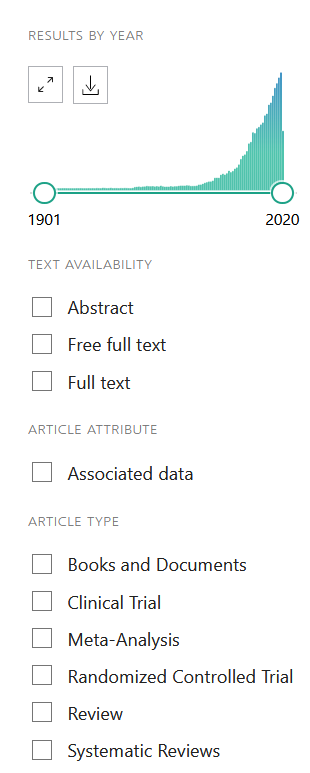 RESULTS BY YEAR
1901 2020
TEXT AVAILABILITY
Abstract
Free full text
Full text
ARTICLE ATTRIBUTE
Associated data
ARTICLE TYPE
Books and Documents
Clinical Trial
Meta-Analysis
Randomized Controlled Trial
Review
Systematic Reviews